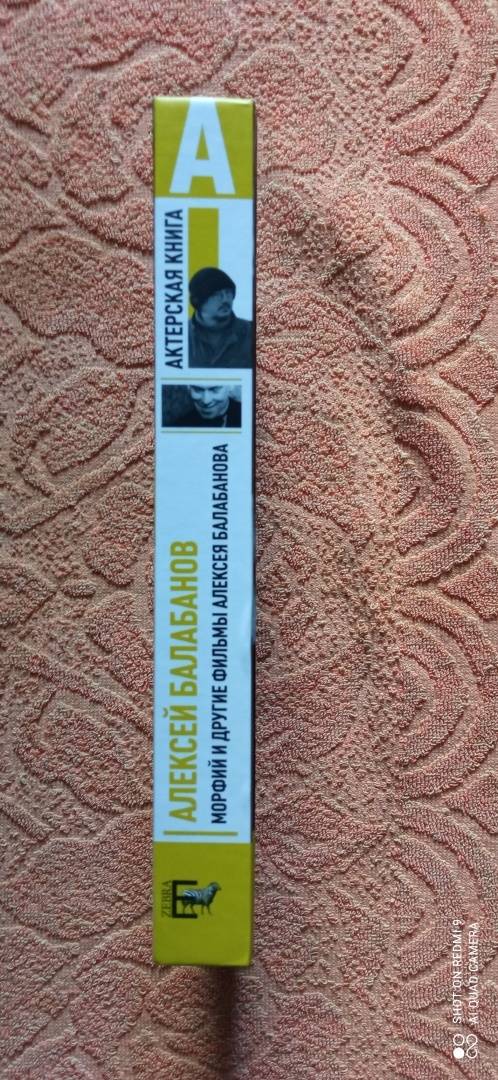 А
АКТЕРСКАЯ КНИГА
АЛЕКСЕЙ БАЛАБАНОВ
МОРФИЙ И ДРУГИЕ ФИЛЬМЫ АЛЕКСЕЯ БАЛАБАНОВА
ZEBRA
E
SHOT ON REDMI 9
AI QUAD CAMERA